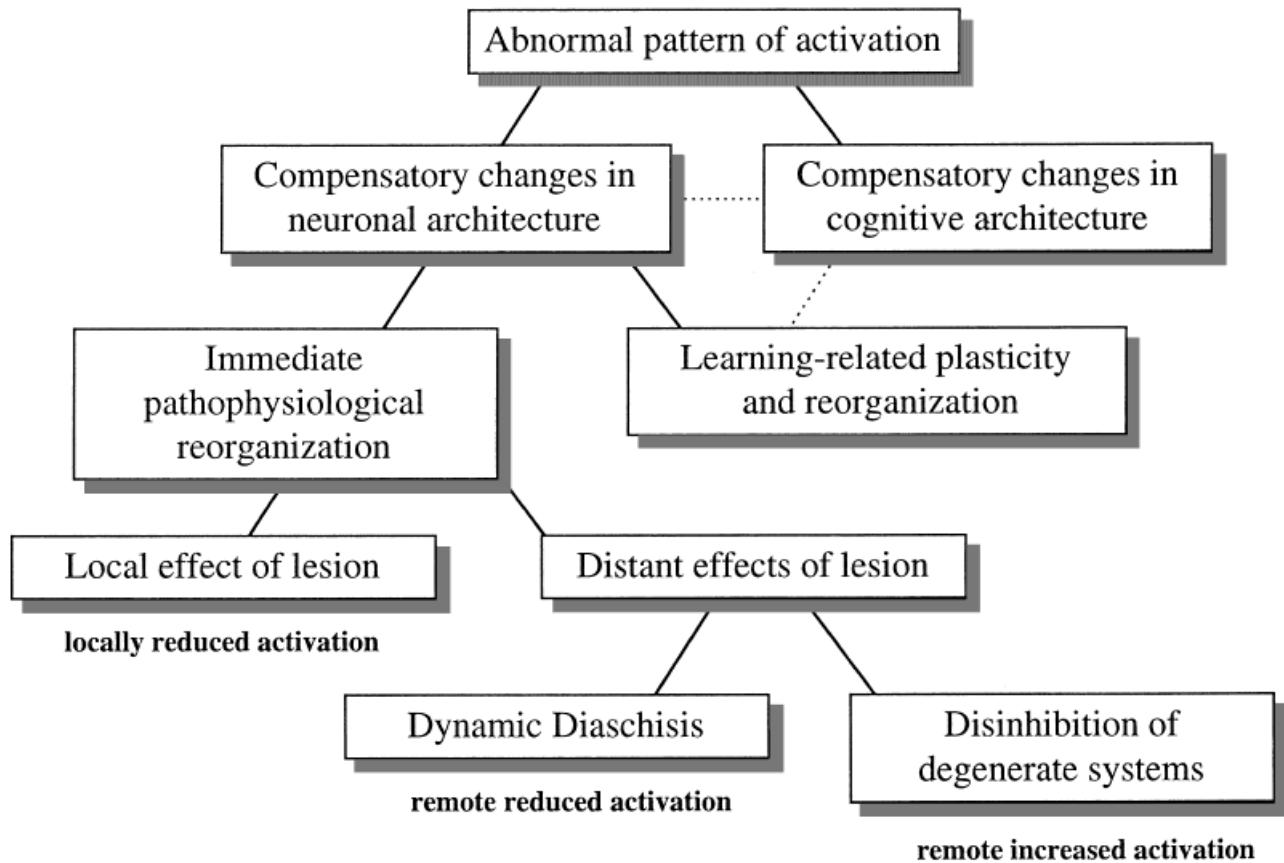 Abnormal pattern of activation
Compensatory changes in
neuronal architecture
Compensatory changes in
cognitive architecture
Immediate
pathophysiological
reorganization
Learning-related plasticity
and reorganization
Local effect of lesion
locally reduced activation
Distant effects of lesion
Dynamic Diaschisis
remote reduced activation
Disinhibition of
degenerate systems
remote increased activation